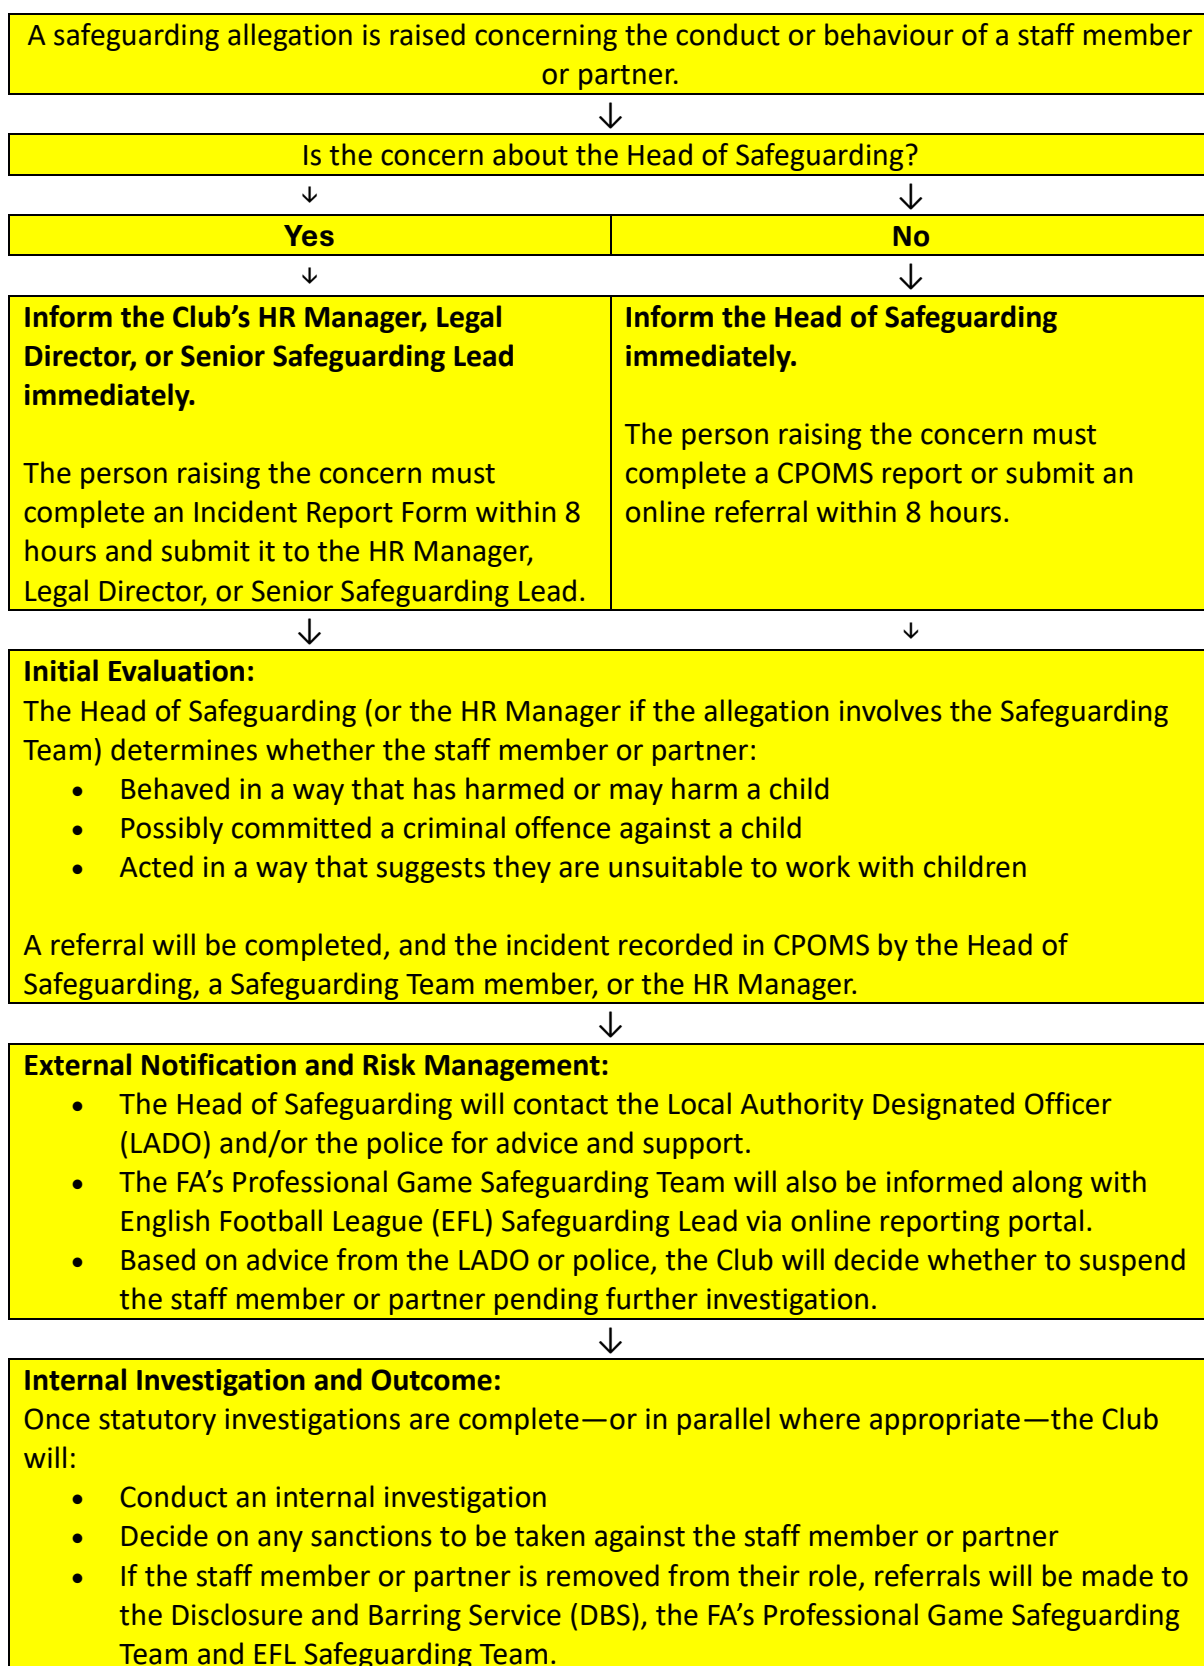 A safeguarding allegation is raised concerning the conduct or behaviour of a staff member
or partner.
↓
Is the concern about the Head of Safeguarding?
↓ ↓
Yes No
↓ ↓
Inform the Club’s HR Manager, Legal
Director, or Senior Safeguarding Lead
immediately.
The person raising the concern must
complete an Incident Report Form within 8
hours and submit it to the HR Manager,
Legal Director, or Senior Safeguarding Lead.
Inform the Head of Safeguarding
immediately.
The person raising the concern must
complete a CPOMS report or submit an
online referral within 8 hours.
↓ ↓
Initial Evaluation:
The Head of Safeguarding (or the HR Manager if the allegation involves the Safeguarding
Team) determines whether the staff member or partner:
• Behaved in a way that has harmed or may harm a child
• Possibly committed a criminal offence against a child
• Acted in a way that suggests they are unsuitable to work with children
A referral will be completed, and the incident recorded in CPOMS by the Head of
Safeguarding, a Safeguarding Team member, or the HR Manager.
↓
External Notification and Risk Management:
• The Head of Safeguarding will contact the Local Authority Designated Officer
(LADO) and/or the police for advice and support.
• The FA’s Professional Game Safeguarding Team will also be informed along with
English Football League (EFL) Safeguarding Lead via online reporting portal.
• Based on advice from the LADO or police, the Club will decide whether to suspend
the staff member or partner pending further investigation.
↓
Internal Investigation and Outcome:
Once statutory investigations are complete—or in parallel where appropriate—the Club
will:
• Conduct an internal investigation
• Decide on any sanctions to be taken against the staff member or partner
• If the staff member or partner is removed from their role, referrals will be made to
the Disclosure and Barring Service (DBS), the FA’s Professional Game Safeguarding
Team and EFL Safeguarding Team.